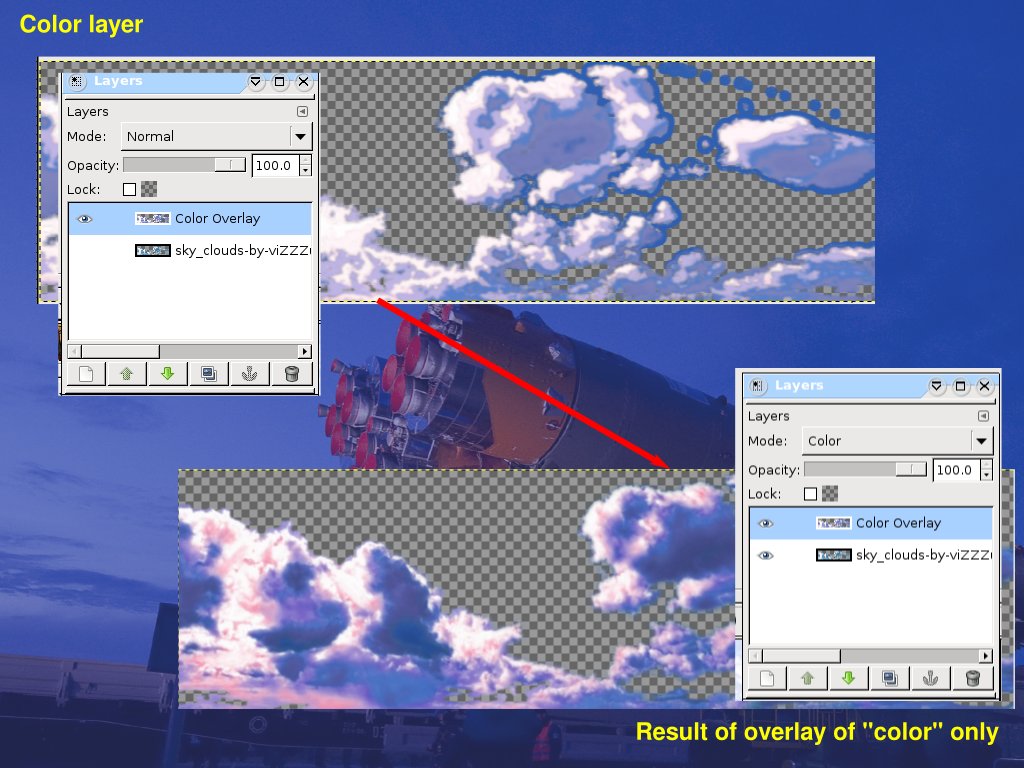 Color layer
Layers
Layers
Mode: Normal
Opacity: 100.0
Lock:
Color Overlay
sky_clouds-by-viZZZ
Layers
Layers
Mode: Color
Opacity: 100.0
Lock:
Color Overlay
sky_clouds-by-viZZZ
Result of overlay of "color" only